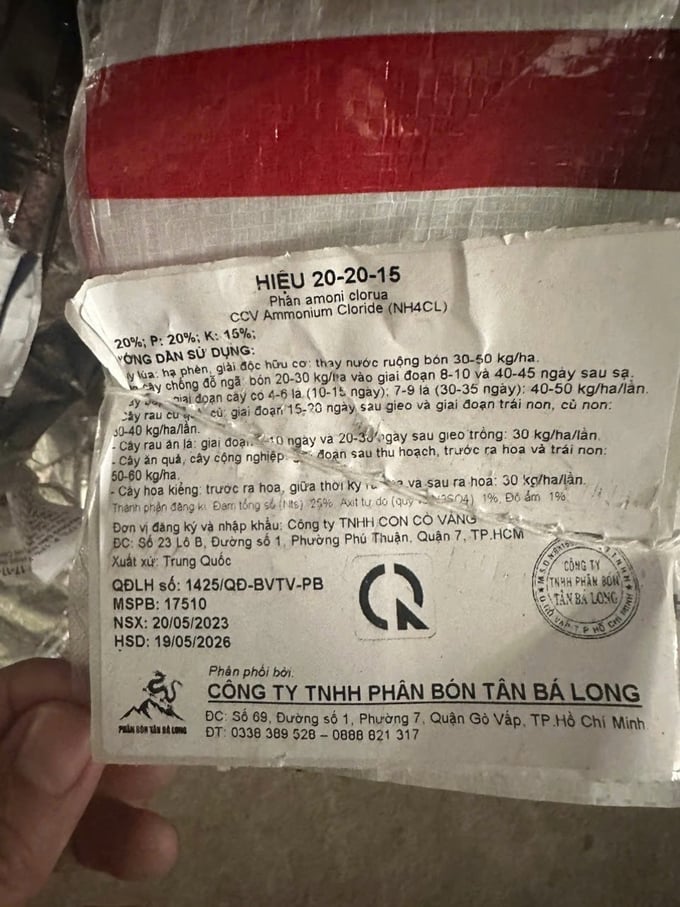 HIỆU 20-20-15
Phân amoni clorua
CCV Ammonium Cloride (NH4CL)
20%; P: 20%; K: 15%;
ỚNG DẪN SỬ DỤNG:
lúa: hạ phèn, giải độc hữu cơ: thay nước ruộng bón 30-50 kg/ha.
cây chống đỗ ngã: bón 20-30 kg/ha vào giai đoạn 8-10 và 40-45 ngày sau sạ.
giai đoạn cây có 4-6 lá (10-15 ngày); 7-9 lá (30-35 ngày): 40-50 kg/ha/lần.
cây rau củ củ: giai đoạn 15-20 ngày sau gieo và giai đoạn trái non, củ non:
30-40 kg/ha/lần.
- Cây rau ăn lá: giai đoạn ngày và 20-30 ngày sau gieo trồng: 30 kg/ha/lần.
- Cây ăn quả, cây công nghiệp: đoạn sau thu hoạch, trước ra hoa và trái non:
50-60 kg/ha.
- Cây hoa kiểng: trước ra hoa, giữa thời kỳ và sau ra hoa: 30 kg/ha/lần.
Thành phần đăng kí: Đạm tổng số (Nts) 25% Axit tự do (quy 1%, Độ ẩm 1%
Đơn vị đăng ký và nhập khẩu: Công ty TNHH CON CÒ VÀNG
ĐC: Số 23 Lô B, Đường số 1, Phường Phú Thuận, Quận 7, TP.HCM
Xuất xứ: Trung Quốc
QĐLH số: 1425/QĐ-BVTV-PB
MSPB: 17510
NSX: 20/05/2023
HSD: 19/05/2026
CÔNG TY
TNHH PHÂN BÓN
TÂN BÁ LONG
Phân phối bởi:
CÔNG TY TNHH PHÂN BÓN TÂN BÁ LONG
ĐC: Số 69, Đường số 1, Phường 7, Quận Gò Vấp, TP.Hồ Chí Minh
ĐT: 0338 389 528 – 0888 821 317
PHÂN BÓN TÂN BÁ LONG